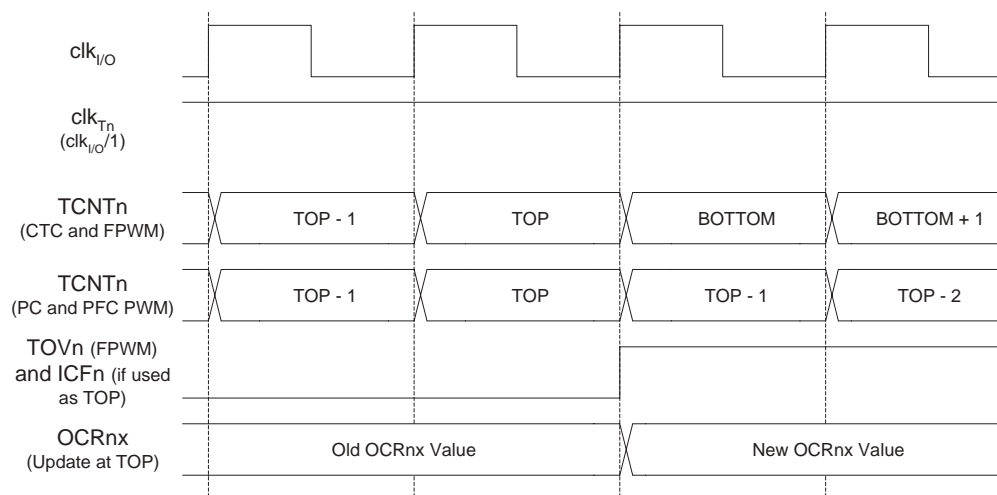 clkI/O
clkTn
(clkI/O/1)
TCNTn
(CTC and FPWM)
TOP - 1
TOP
BOTTOM
BOTTOM + 1
TCNTn
(PC and PFC PWM)
TOP - 1
TOP
TOP - 1
TOP - 2
TOVn (FPWM)
and ICFn (if used
as TOP)
OCRnx
(Update at TOP)
Old OCRnx Value
New OCRnx Value